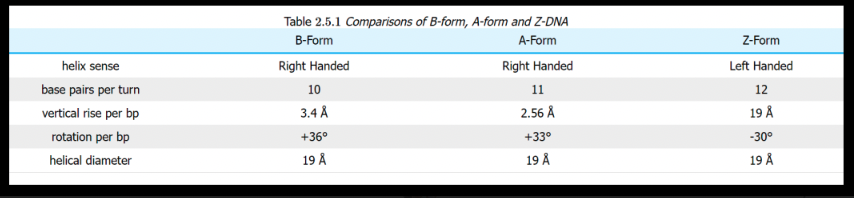 Table 2.5.1 Comparisons of B-form, A-form and Z-DNA
B-Form A-Form Z-Form
helix sense Right Handed Right Handed Left Handed
base pairs per turn 10 11 12
vertical rise per bp 3.4 Å 2.56 Å 19 Å
rotation per bp +36° +33° -30°
helical diameter 19 Å 19 Å 19 Å